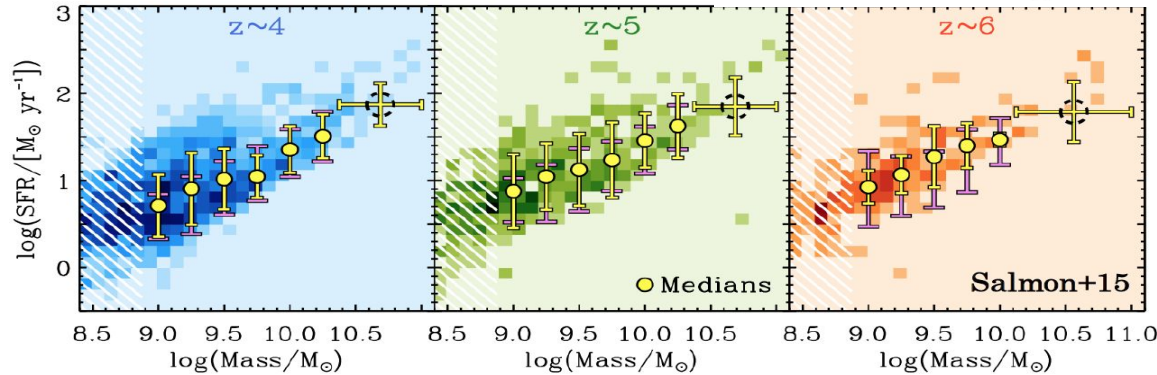 z~4
z~5
z~6
log(SFR/[M⊙ yr⁻¹])
3
2
1
0
Medians
Salmon+15
8.5 9.0 9.5 10.0 10.5
8.5 9.0 9.5 10.0 10.5
8.5 9.0 9.5 10.0 10.5 11.0
log(Mass/M⊙)
log(Mass/M⊙)
log(Mass/M⊙)